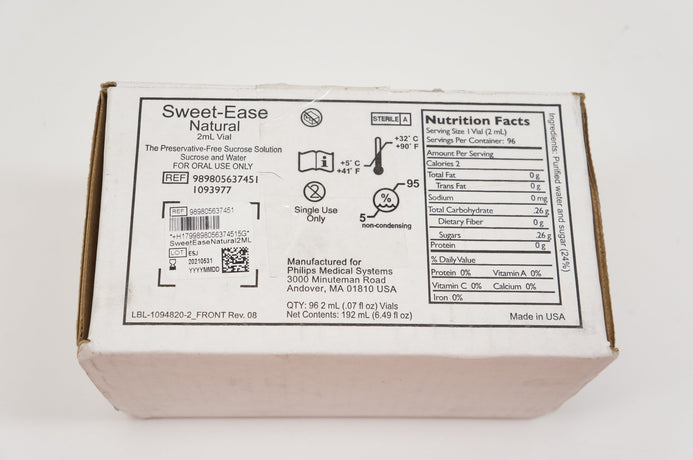 Sweet-Ease
Natural
2mL Vial
The Preservative-Free Sucrose Solution
Sucrose and Water
FOR ORAL USE ONLY
REF 989805637451
1093977
REF 989805637451
*+H1799898056374515G*
SweetEaseNatural2ML
LOT E5J
20210531
YYYYMMDD
LBL-1094820-2_FRONT Rev. 08
STERILE A
+32° C
+90° F
+5° C
+41° F
Single Use
Only
95
%
5
non-condensing
Manufactured for
Philips Medical Systems
3000 Minuteman Road
Andover, MA 01810 USA
QTY: 96 2 mL (.07 fl oz) Vials
Net Contents: 192 mL (6.49 fl oz)
Nutrition Facts
Serving Size 1 Vial (2 mL)
Servings Per Container: 96
Amount Per Serving
Calories 2
Total Fat 0 g
Trans Fat 0 g
Sodium 0 mg
Total Carbohydrate .26 g
Dietary Fiber 0 g
Sugars .26 g
Protein 0 g
% Daily Value
Protein 0% Vitamin A 0%
Vitamin C 0% Calcium 0%
Iron 0%
Ingredients: Purified water and sugar (24%)
Made in USA